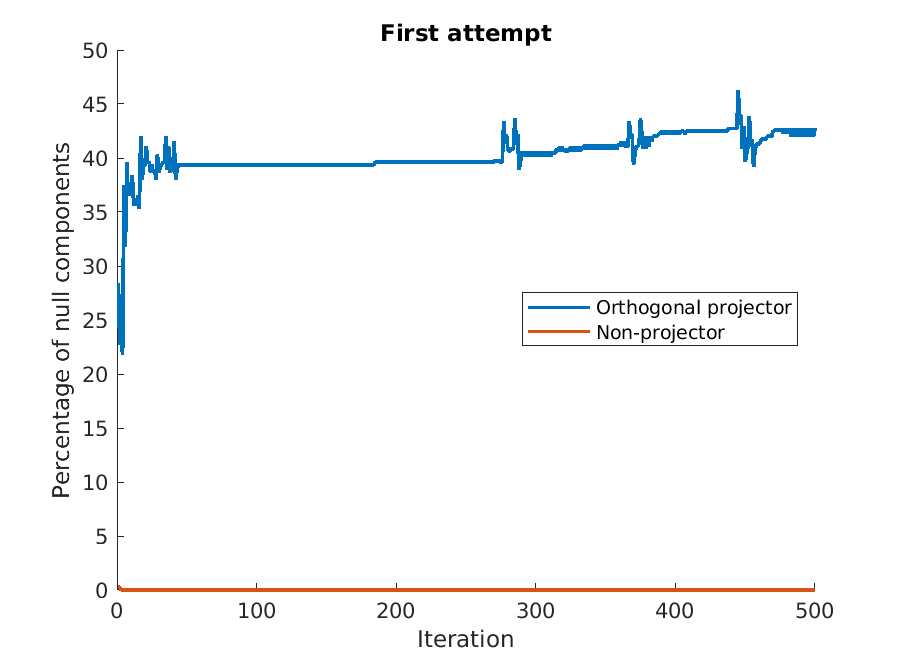 First attempt
50
45
40
35
30
25
20
15
10
5
0
Percentage of null components
Orthogonal projector
Non-projector
0 100 200 300 400 500
Iteration